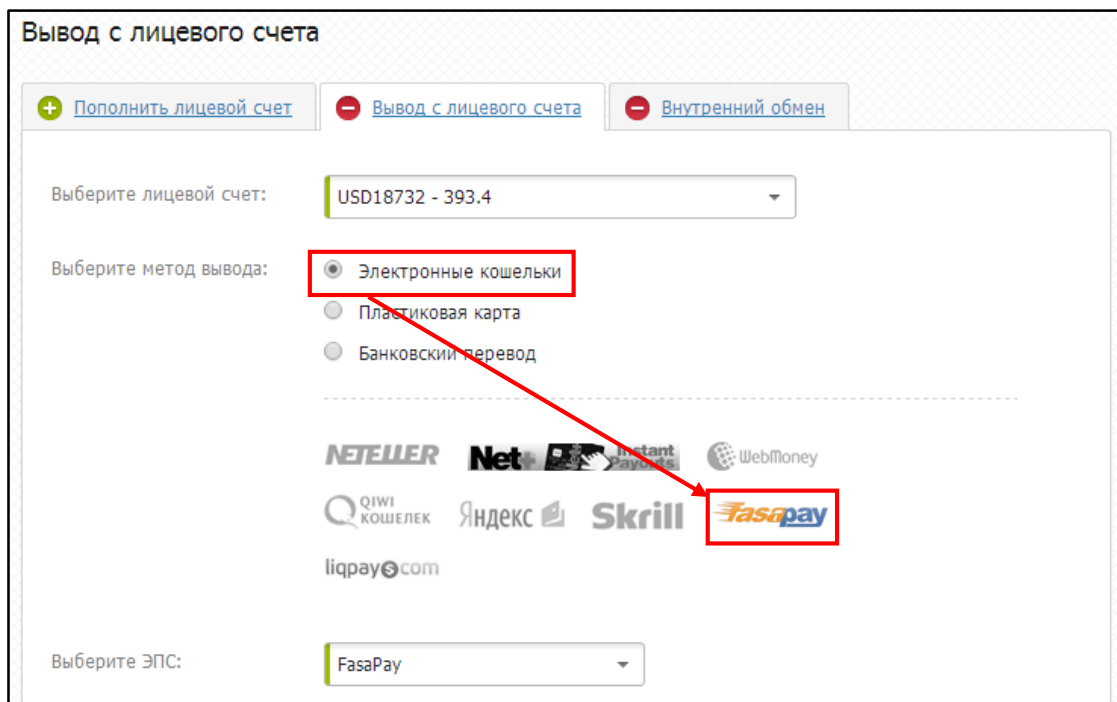 Вывод с лицевого счета
Пополнить лицевой счет Вывод с лицевого счета Внутренний обмен
Выберите лицевой счет: USD18732 - 393.4
Выберите метод вывода: Электронные кошельки
Пластиковая карта
Банковский перевод
NETELLER Net+ Instant Payouts WebMoney
QIWI КОШЕЛЕК Яндекс Skrill fasapay
liqpay com
Выберите ЭПС: FasaPay